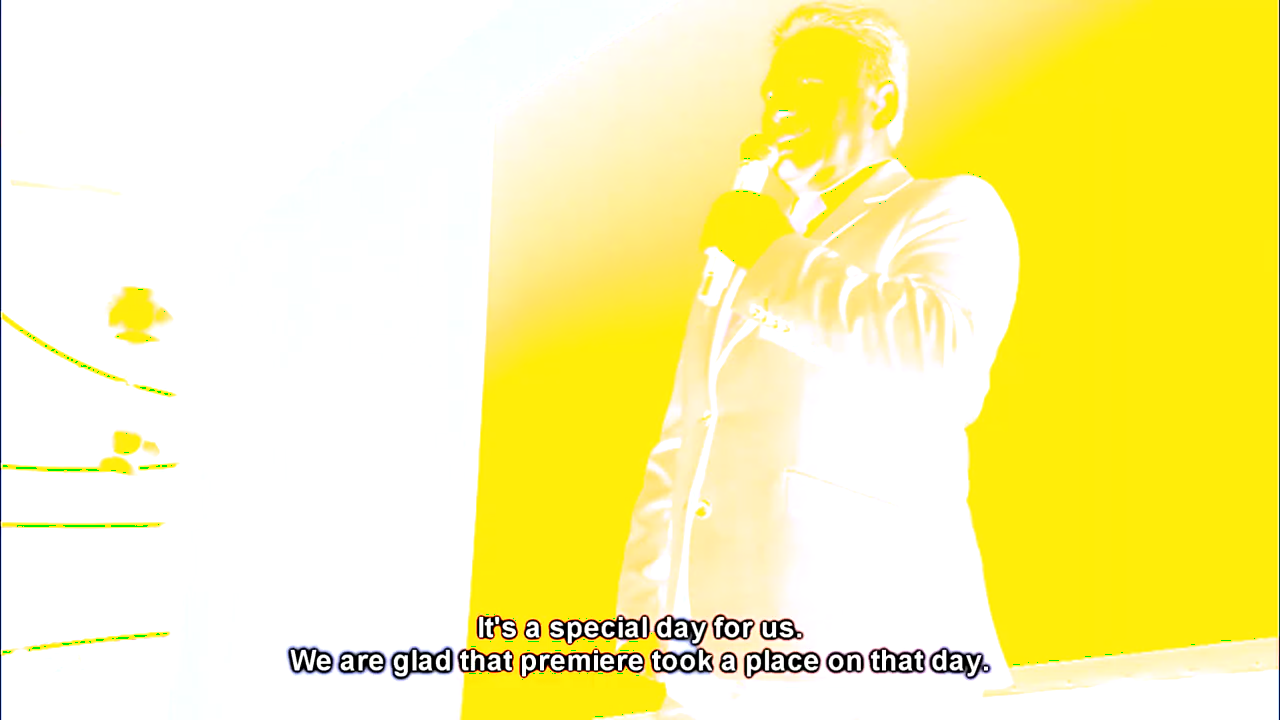 It's a special day for us.
We are glad that premiere took a place on that day.